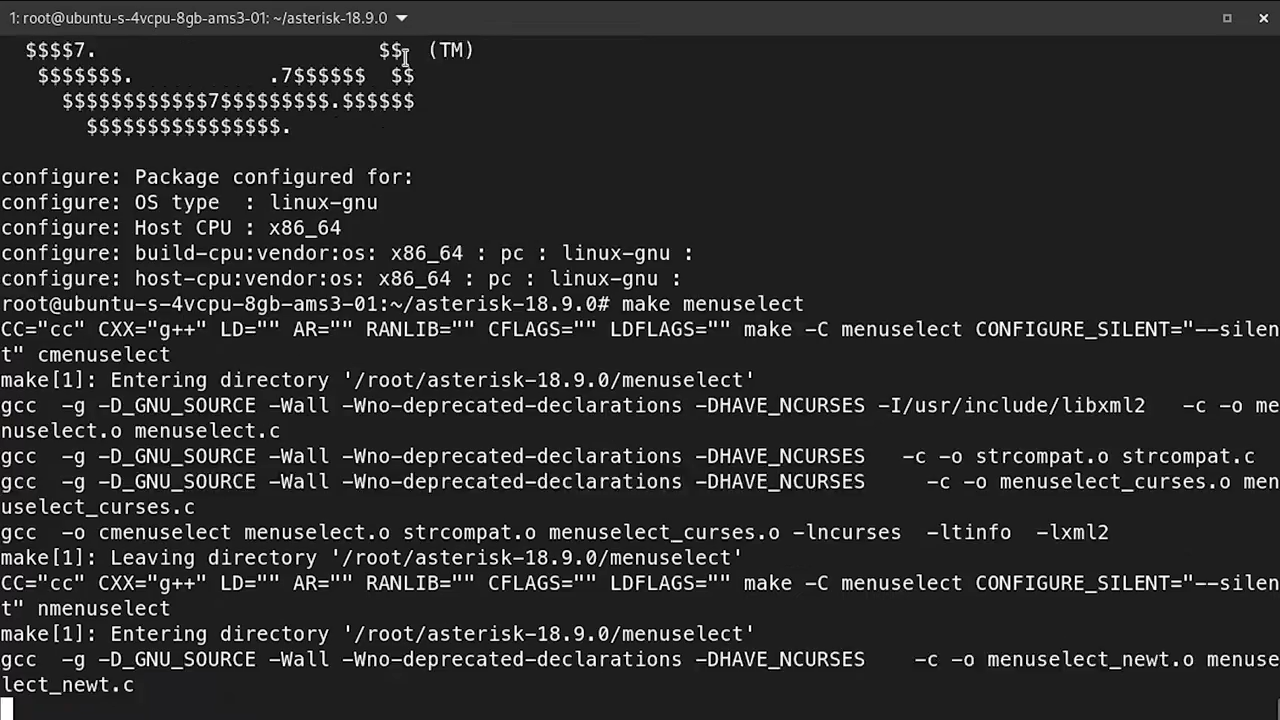 1: root@ubuntu-s-4vcpu-8gb-ams3-01: ~/asterisk-18.9.0
$$$$7.                       $$. (TM)
$$$$$$$.            .7$$$$$$  $$
$$$$$$$$$$$$7$$$$$$$$$.$$$$$$
$$$$$$$$$$$$$$$$.
configure: Package configured for:
configure: OS type  : linux-gnu
configure: Host CPU : x86_64
configure: build-cpu:vendor:os: x86_64 : pc : linux-gnu :
configure: host-cpu:vendor:os: x86_64 : pc : linux-gnu :
root@ubuntu-s-4vcpu-8gb-ams3-01:~/asterisk-18.9.0# make menuselect
CC="cc" CXX="g++" LD="" AR="" RANLIB="" CFLAGS="" LDFLAGS="" make -C menuselect CONFIGURE_SILENT="--silen
t" cmenuselect
make[1]: Entering directory '/root/asterisk-18.9.0/menuselect'
gcc  -g -D_GNU_SOURCE -Wall -Wno-deprecated-declarations -DHAVE_NCURSES -I/usr/include/libxml2   -c -o me
nuselect.o menuselect.c
gcc  -g -D_GNU_SOURCE -Wall -Wno-deprecated-declarations -DHAVE_NCURSES   -c -o strcompat.o strcompat.c
gcc  -g -D_GNU_SOURCE -Wall -Wno-deprecated-declarations -DHAVE_NCURSES     -c -o menuselect_curses.o men
uselect_curses.c
gcc  -o cmenuselect menuselect.o strcompat.o menuselect_curses.o -lncurses  -ltinfo  -lxml2
make[1]: Leaving directory '/root/asterisk-18.9.0/menuselect'
CC="cc" CXX="g++" LD="" AR="" RANLIB="" CFLAGS="" LDFLAGS="" make -C menuselect CONFIGURE_SILENT="--silen
t" nmenuselect
make[1]: Entering directory '/root/asterisk-18.9.0/menuselect'
gcc  -g -D_GNU_SOURCE -Wall -Wno-deprecated-declarations -DHAVE_NCURSES    -c -o menuselect_newt.o menuse
lect_newt.c